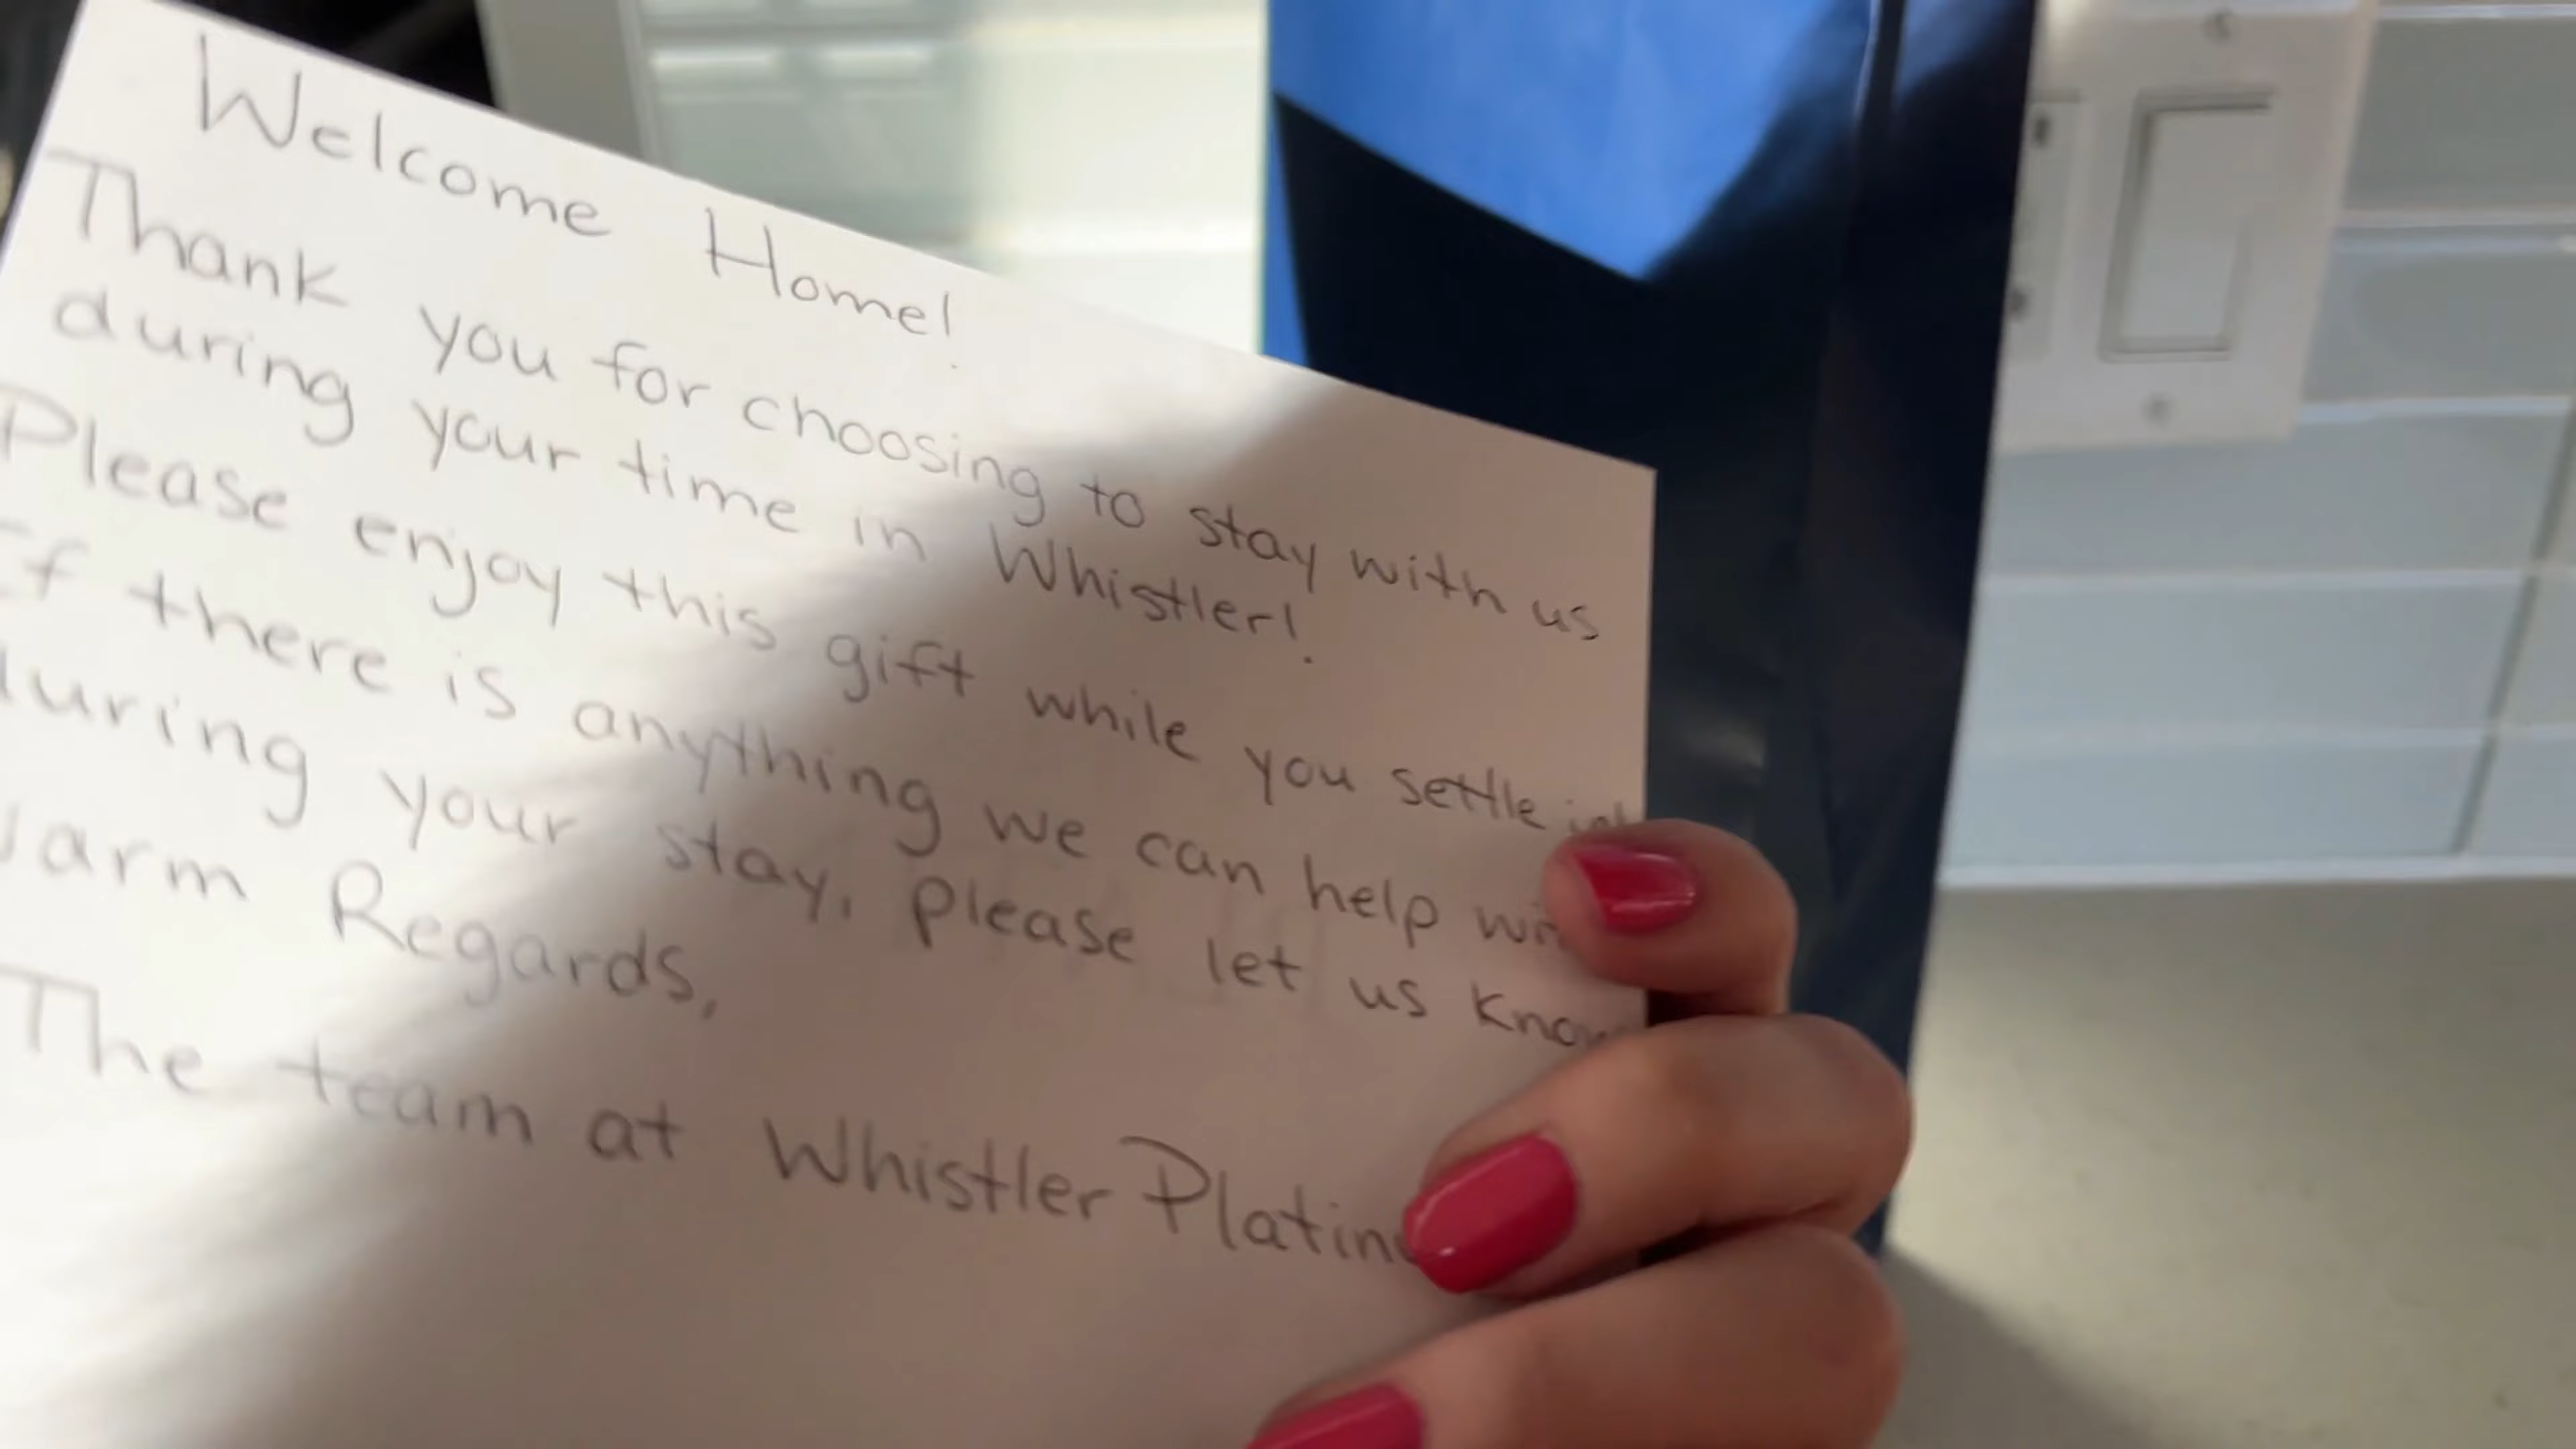 Welcome Home!
Thank you for choosing to stay with us
during your time in Whistler!
Please enjoy this gift while you settle
If there is anything we can help
during your stay, please let us
Warm Regards,
The team at Whistler